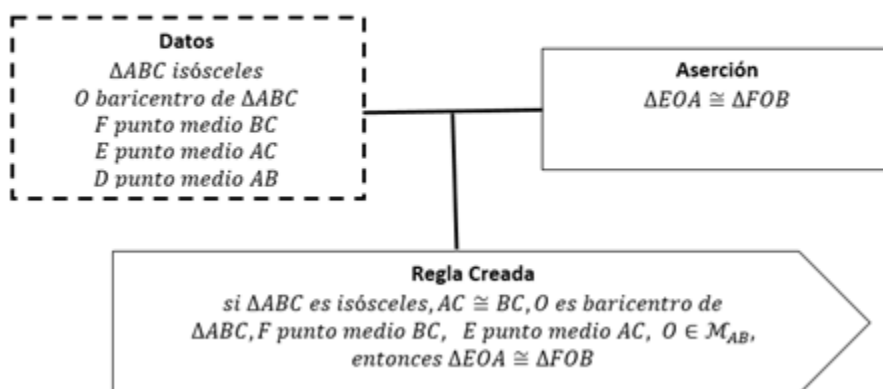 Datos
ΔABC isósceles
O baricentro de ΔABC
F punto medio BC
E punto medio AC
D punto medio AB
Aserción
ΔEOA ≅ ΔFOB
Regla Creada
si ΔABC es isósceles, AC ≅ BC, O es baricentro de
ΔABC, F punto medio BC, E punto medio AC, O ∈ ℳ_AB,
entonces ΔEOA ≅ ΔFOB